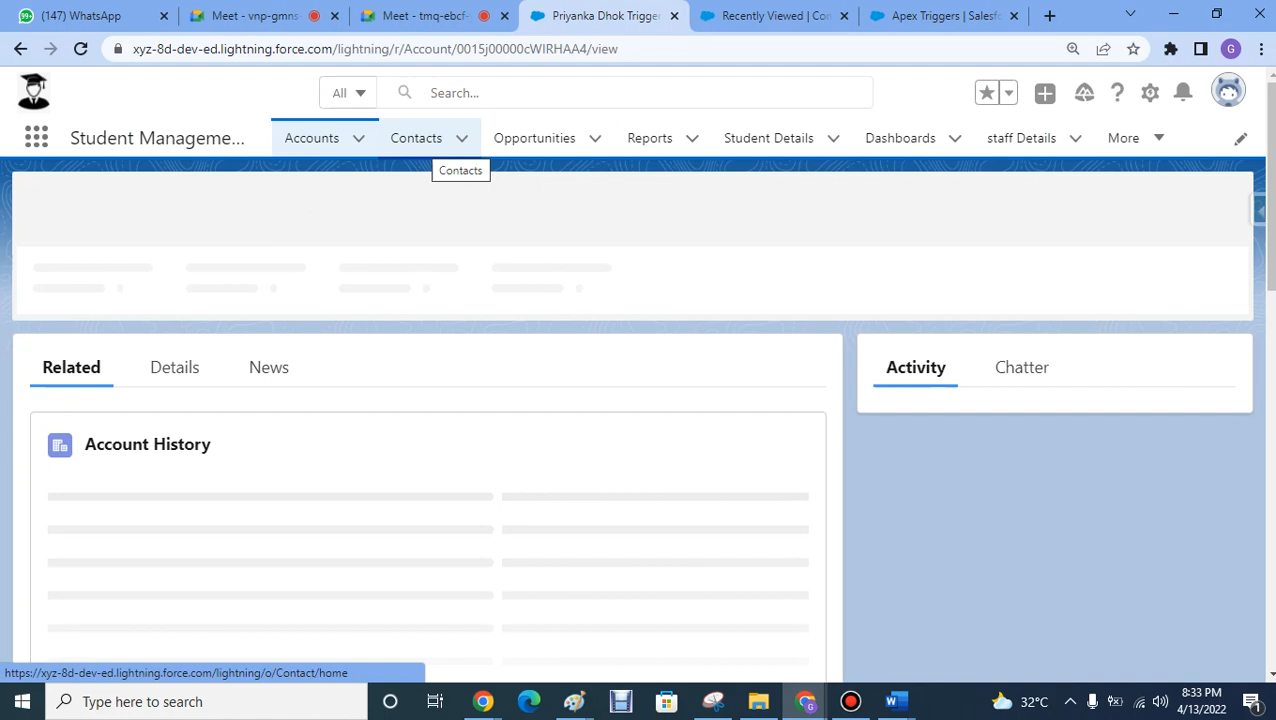 (147) WhatsApp
Meet - vnp-gmns-
Meet - tmq-ebcf-
Priyanka Dhok Trigger
Recently Viewed | Con
Apex Triggers | Salesf
xyz-8d-dev-ed.lightning.force.com/lightning/r/Account/0015j00000cWIRHAA4/view
G
All
Search...
Student Manageme...
Accounts
Contacts
Opportunities
Reports
Student Details
Dashboards
staff Details
More
Contacts
Related
Details
News
Activity
Chatter
Account History
https://xyz-8d-dev-ed.lightning.force.com/lightning/o/Contact/home
Type here to search
32°C
8:33 PM
4/13/2022
1